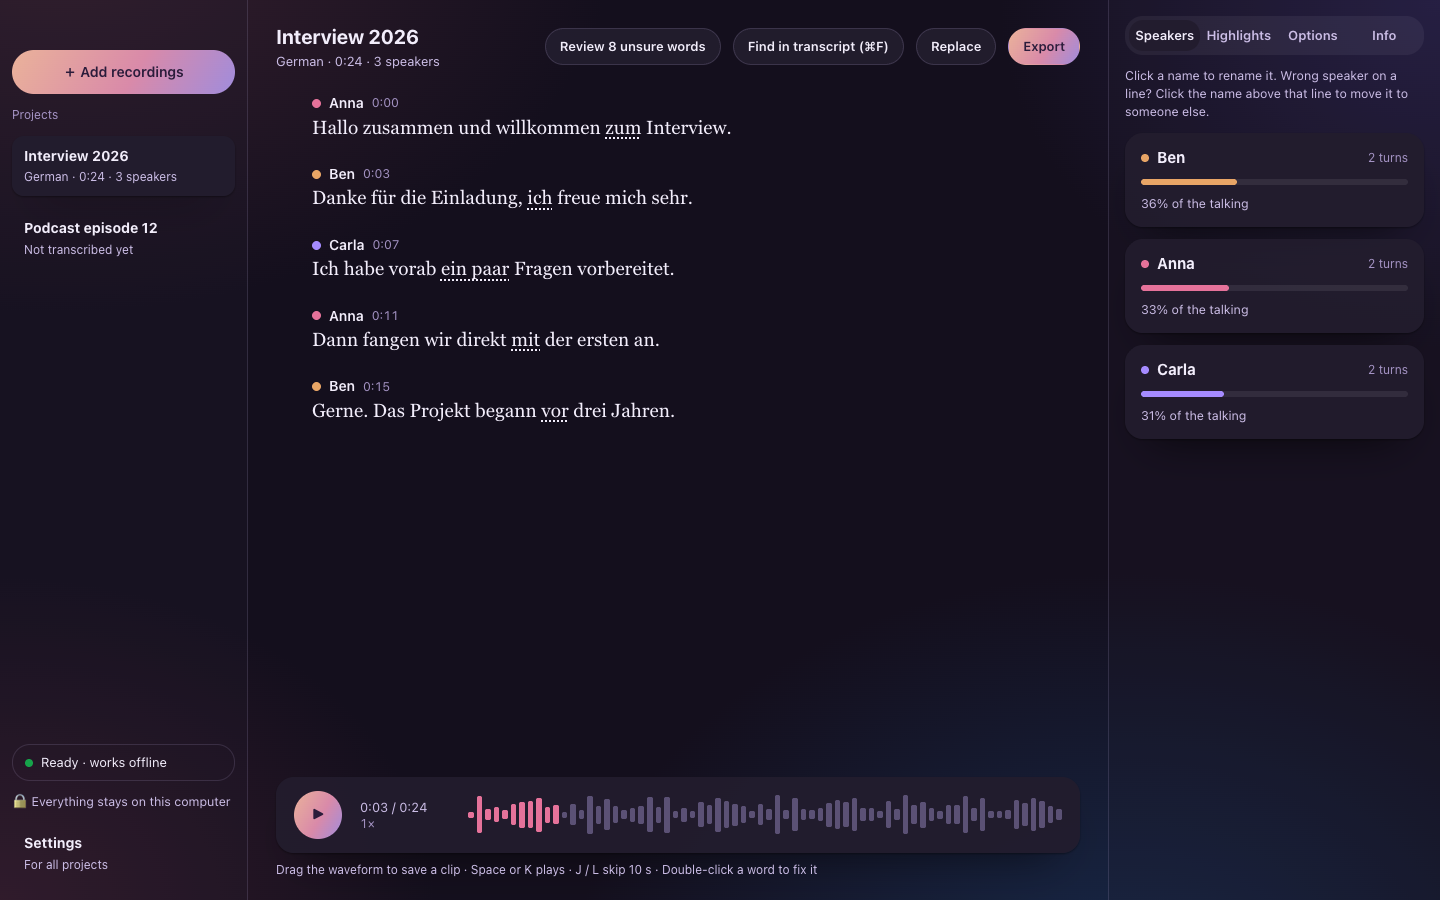 + Add recordings
Projects
Interview 2026
German · 0:24 · 3 speakers
Podcast episode 12
Not transcribed yet
Ready · works offline
🔒 Everything stays on this computer
Settings
For all projects
Interview 2026
German · 0:24 · 3 speakers
Review 8 unsure words
Find in transcript (⌘F)
Replace
Export
Anna 0:00
Hallo zusammen und willkommen zum Interview.
Ben 0:03
Danke für die Einladung, ich freue mich sehr.
Carla 0:07
Ich habe vorab ein paar Fragen vorbereitet.
Anna 0:11
Dann fangen wir direkt mit der ersten an.
Ben 0:15
Gerne. Das Projekt begann vor drei Jahren.
0:03 / 0:24
1×
Drag the waveform to save a clip · Space or K plays · J / L skip 10 s · Double-click a word to fix it
Speakers Highlights Options Info
Click a name to rename it. Wrong speaker on a
line? Click the name above that line to move it to
someone else.
Ben 2 turns
36% of the talking
Anna 2 turns
33% of the talking
Carla 2 turns
31% of the talking